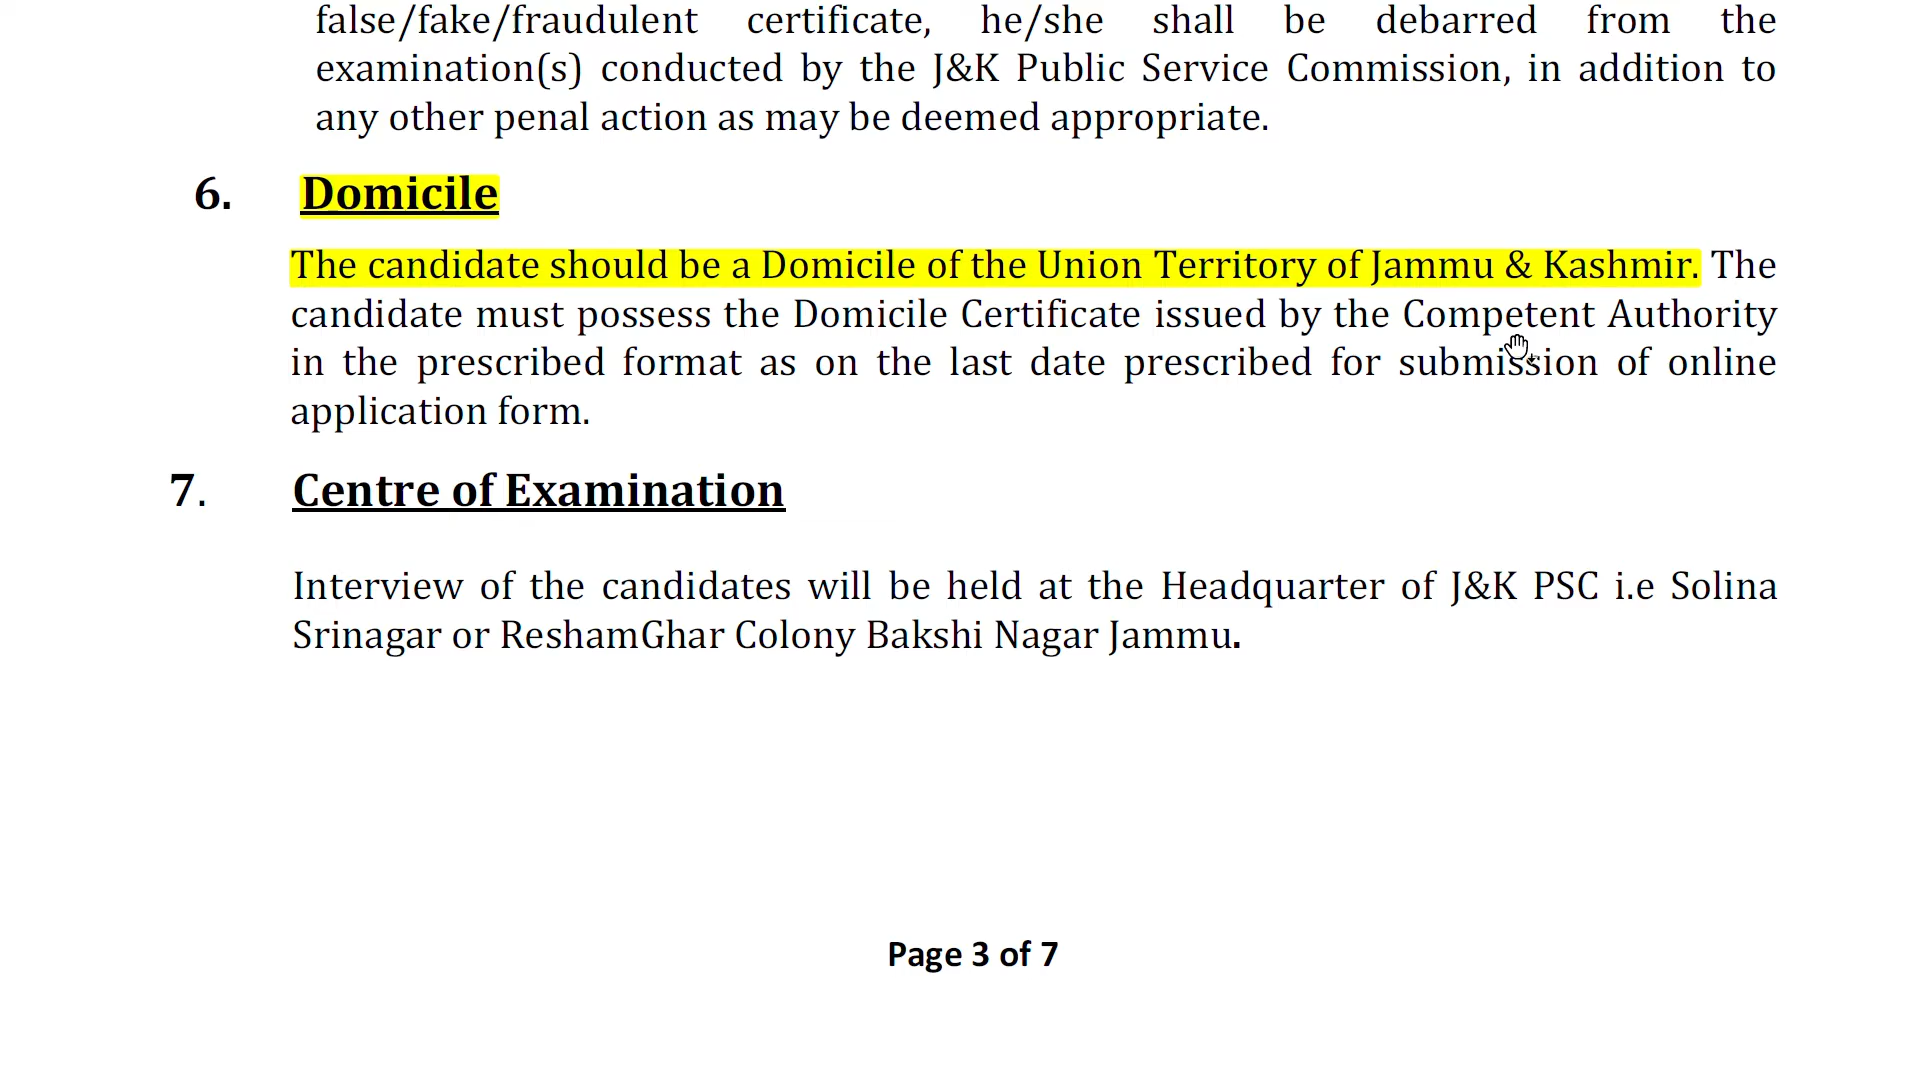 false/fake/fraudulent certificate, he/she shall be debarred from the
examination(s) conducted by the J&K Public Service Commission, in addition to
any other penal action as may be deemed appropriate.
6. Domicile
The candidate should be a Domicile of the Union Territory of Jammu & Kashmir. The
candidate must possess the Domicile Certificate issued by the Competent Authority
in the prescribed format as on the last date prescribed for submission of online
application form.
7. Centre of Examination
Interview of the candidates will be held at the Headquarter of J&K PSC i.e Solina
Srinagar or ReshamGhar Colony Bakshi Nagar Jammu.
Page 3 of 7